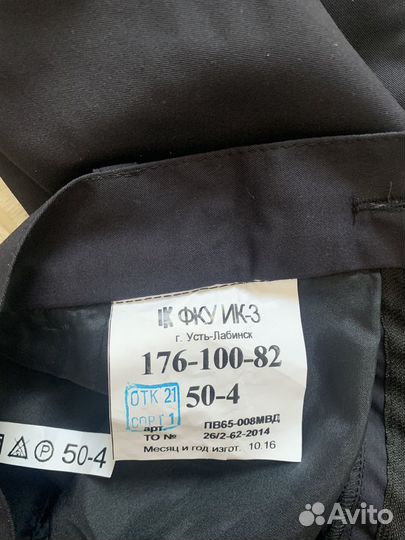 ФКУ ИК-3
г. Усть-Лабинск
176-100-82
50-4
ОТК 21
СОРТ 1
арт. ПВ65-008МВД
ТО № 26/2-62-2014
Месяц и год изгот. 10.16
P 50-4
Avito